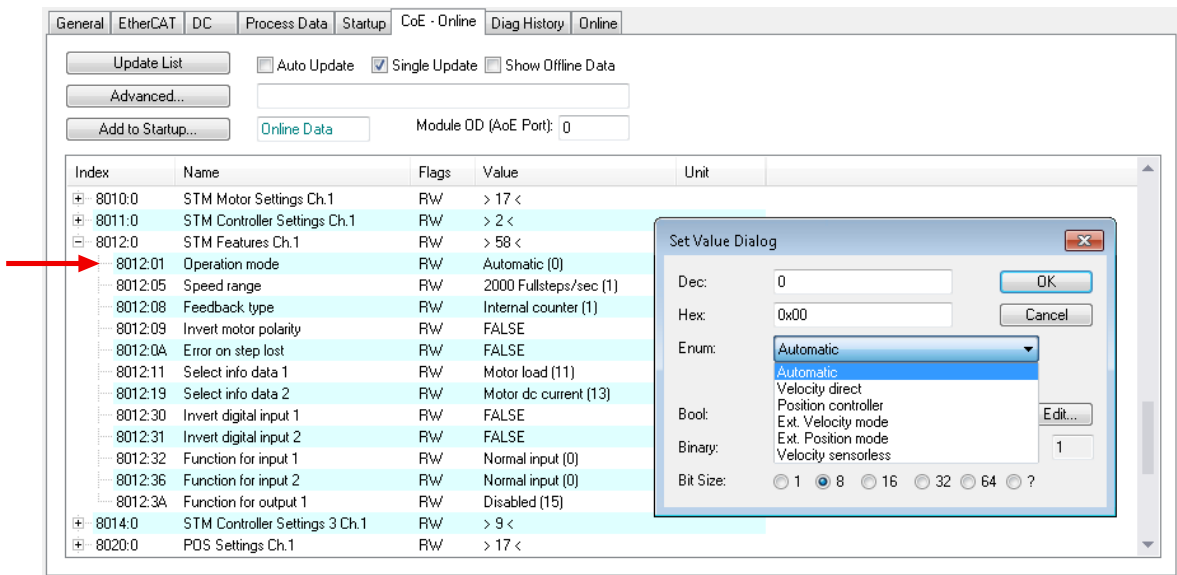 General EtherCAT DC Process Data Startup CoE - Online Diag History Online
Update List Auto Update Single Update Show Offline Data
Advanced...
Add to Startup... Online Data Module OD (AoE Port): 0
Index Name Flags Value Unit
8010:0 STM Motor Settings Ch.1 RW > 17 <
8011:0 STM Controller Settings Ch.1 RW > 2 <
8012:0 STM Features Ch.1 RW > 58 <
8012:01 Operation mode RW Automatic (0)
8012:05 Speed range RW 2000 Fullsteps/sec (1)
8012:08 Feedback type RW Internal counter (1)
8012:09 Invert motor polarity RW FALSE
8012:0A Error on step lost RW FALSE
8012:11 Select info data 1 RW Motor load (11)
8012:19 Select info data 2 RW Motor dc current (13)
8012:30 Invert digital input 1 RW FALSE
8012:31 Invert digital input 2 RW FALSE
8012:32 Function for input 1 RW Normal input (0)
8012:36 Function for input 2 RW Normal input (0)
8012:3A Function for output 1 RW Disabled (15)
8014:0 STM Controller Settings 3 Ch.1 RW > 9 <
8020:0 POS Settings Ch.1 RW > 17 <
Set Value Dialog
Dec: 0 OK
Hex: 0x00 Cancel
Enum: Automatic
Automatic
Velocity direct
Position controller
Ext. Velocity mode
Ext. Position mode
Velocity sensorless
Bool: Edit...
Binary: 1
Bit Size: 1 8 16 32 64 ?